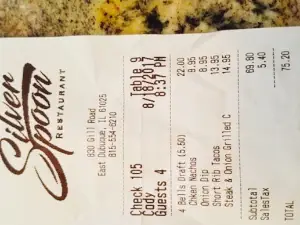 Silver
Spoon
RESTAURANT
630 Gill Road
East Dubuque, IL 61025
815-554-6210
Check 105 Table 9
Cody 8/18/2017
Guests 4 8:37 PM
4 Bells Draft (5.50) 22.00
Chken Nachos 9.95
Onion Dip 8.95
Short Rib Tacos 13.95
Steak & Onion Grilled C 14.95
Subtotal 69.80
SalesTax 5.40
TOTAL 75.20